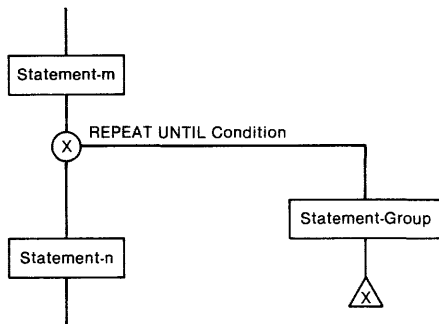 Statement-m
X
REPEAT UNTIL Condition
Statement-Group
Statement-n
X